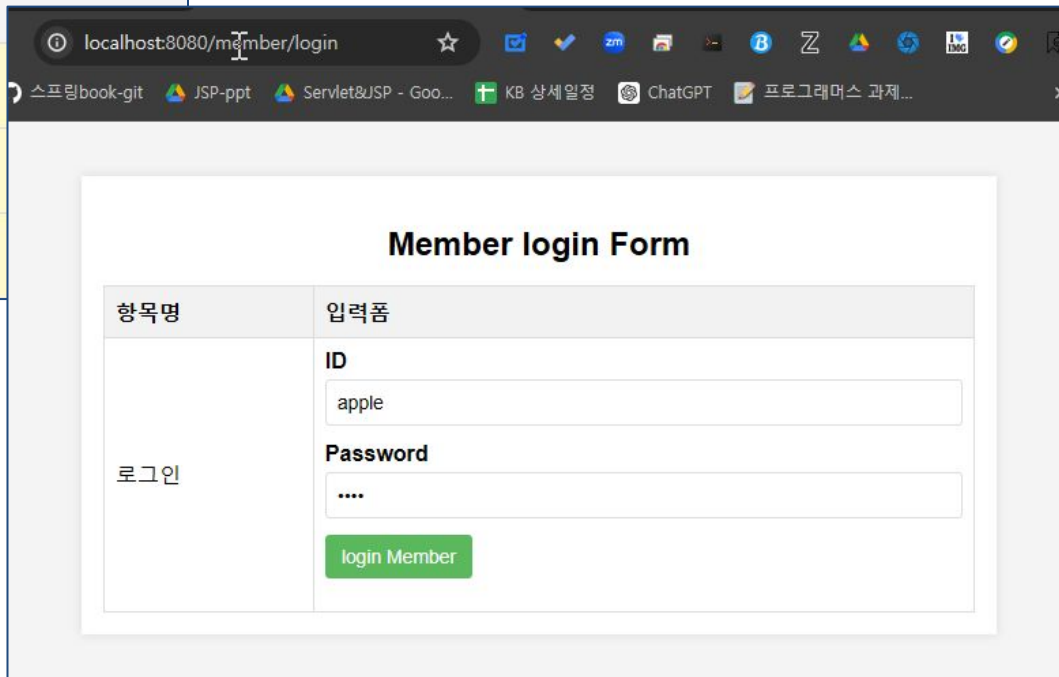 localhost:8080/member/login
스프링book-git JSP-ppt Servlet&JSP - Goo... KB 상세일정 ChatGPT 프로그래머스 과제...
Member login Form
항목명 입력폼
로그인
ID
apple
Password
••••
login Member